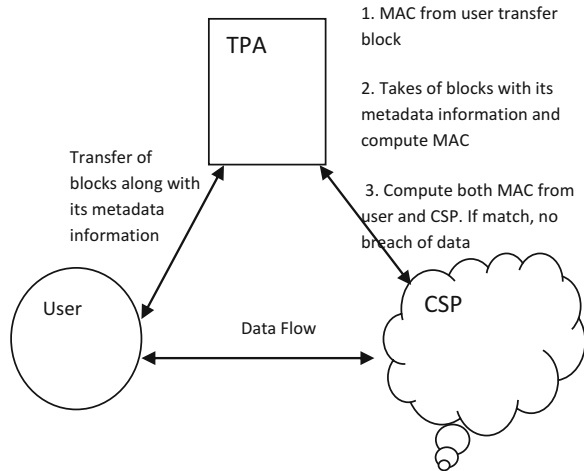 TPA
1. MAC from user transfer
block
2. Takes of blocks with its
metadata information and
compute MAC
3. Compute both MAC from
user and CSP. If match, no
breach of data
Transfer of
blocks along with
its metadata
information
User
Data Flow
CSP